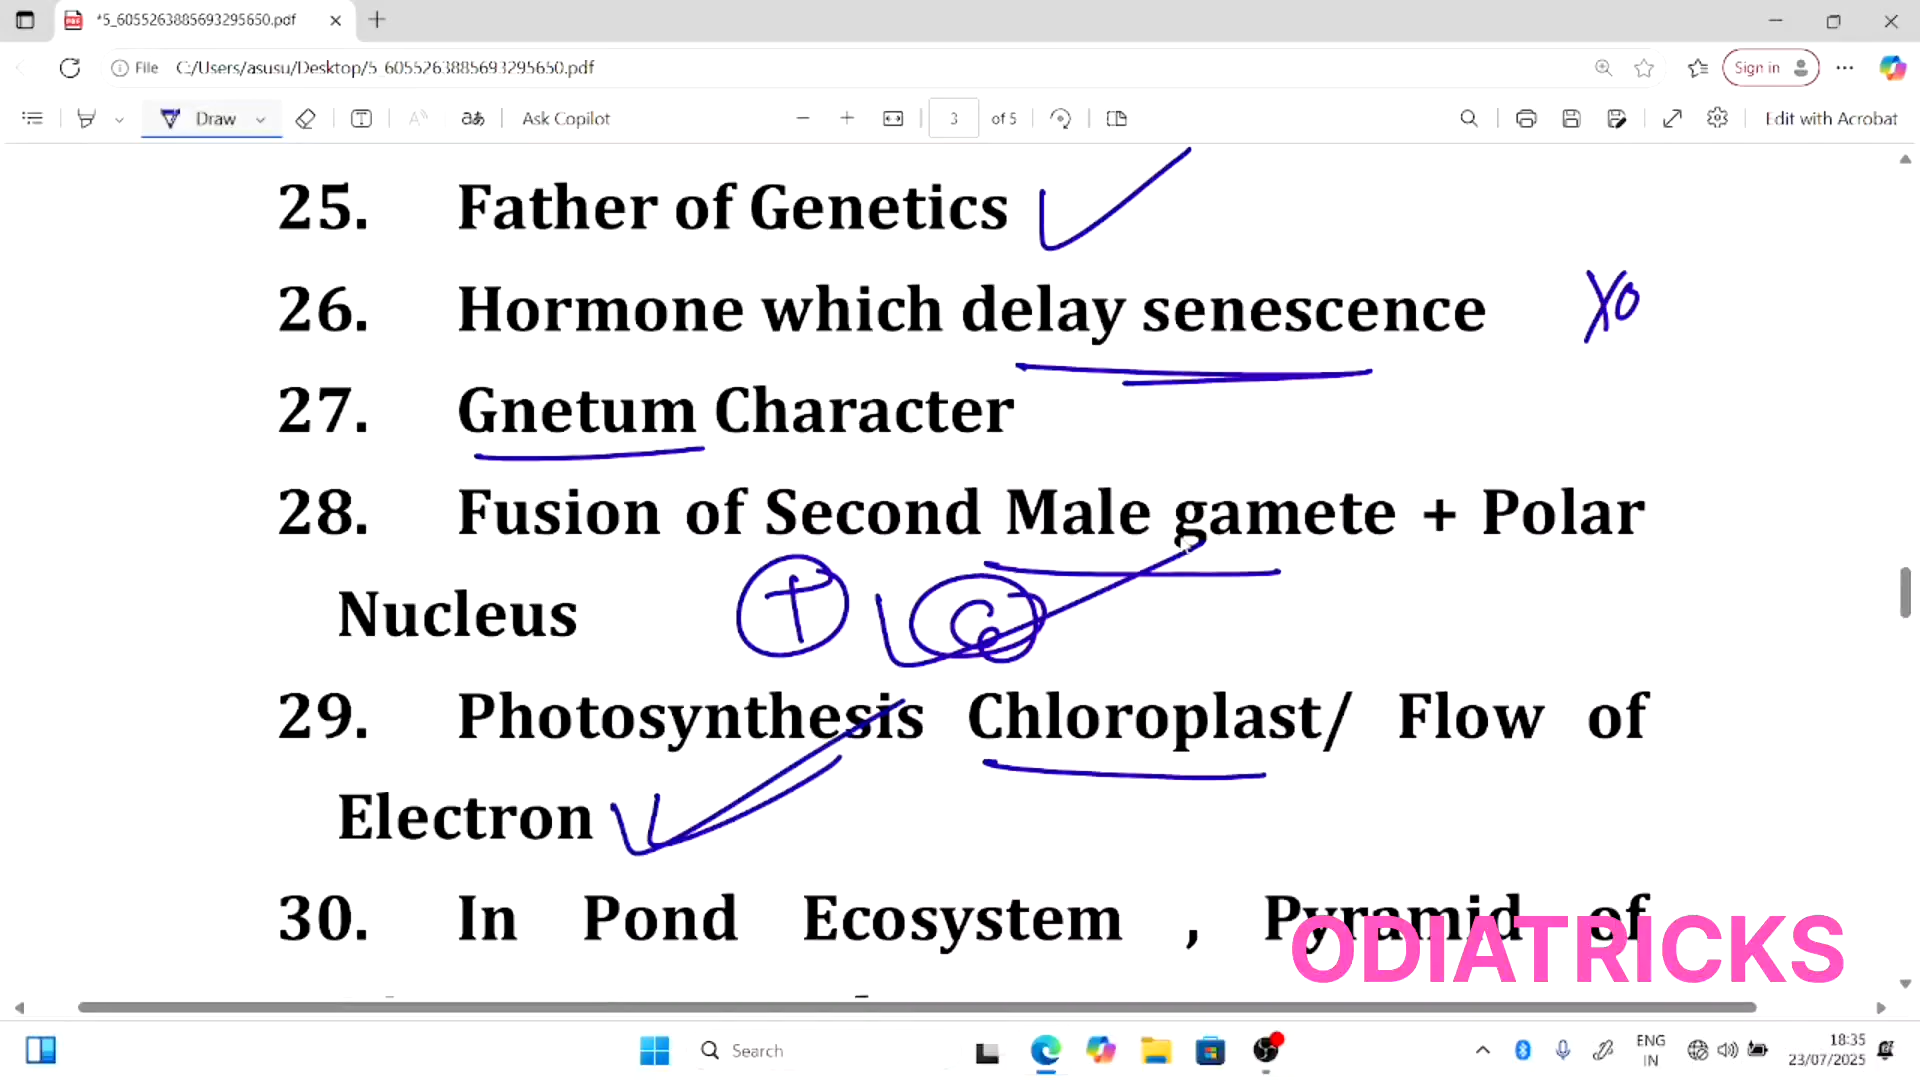 *5_6055263885693295650.pdf
File C:/Users/asusu/Desktop/5_6055263885693295650.pdf
Sign in
Draw
Ask Copilot
3 of 5
Edit with Acrobat
25. Father of Genetics
26. Hormone which delay senescence
27. Gnetum Character
28. Fusion of Second Male gamete + Polar
Nucleus
29. Photosynthesis Chloroplast/ Flow of
Electron
30. In Pond Ecosystem , Pyramid of
ODIATRICKS
Search
ENG
IN
18:35
23/07/2025